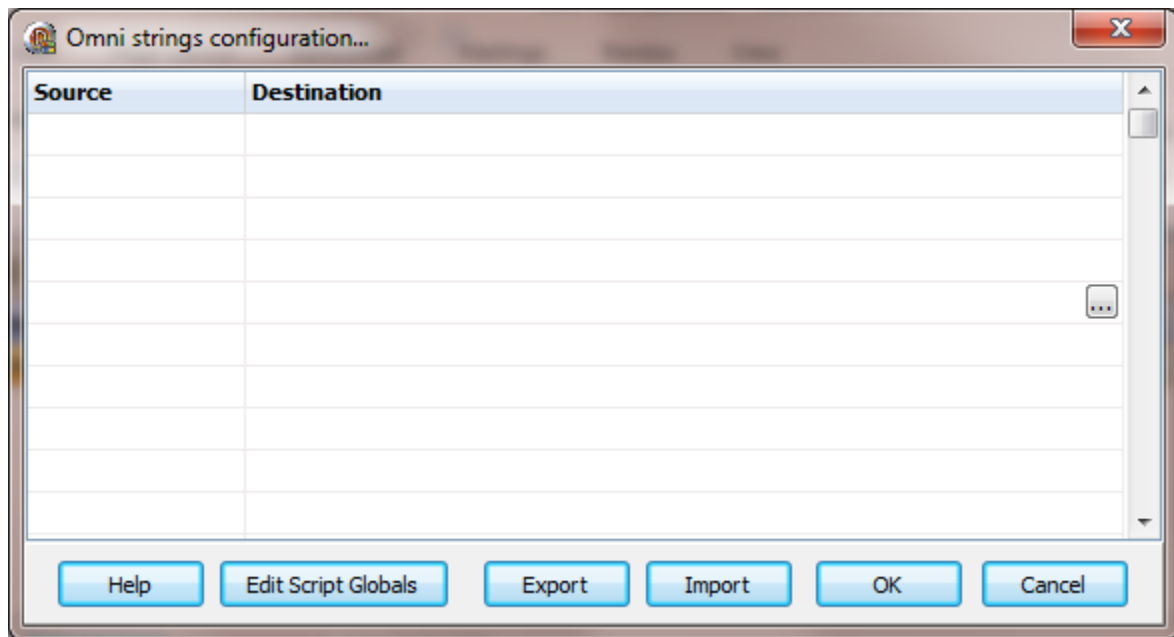 Omni strings configuration...
Source Destination
...
Help Edit Script Globals Export Import OK Cancel